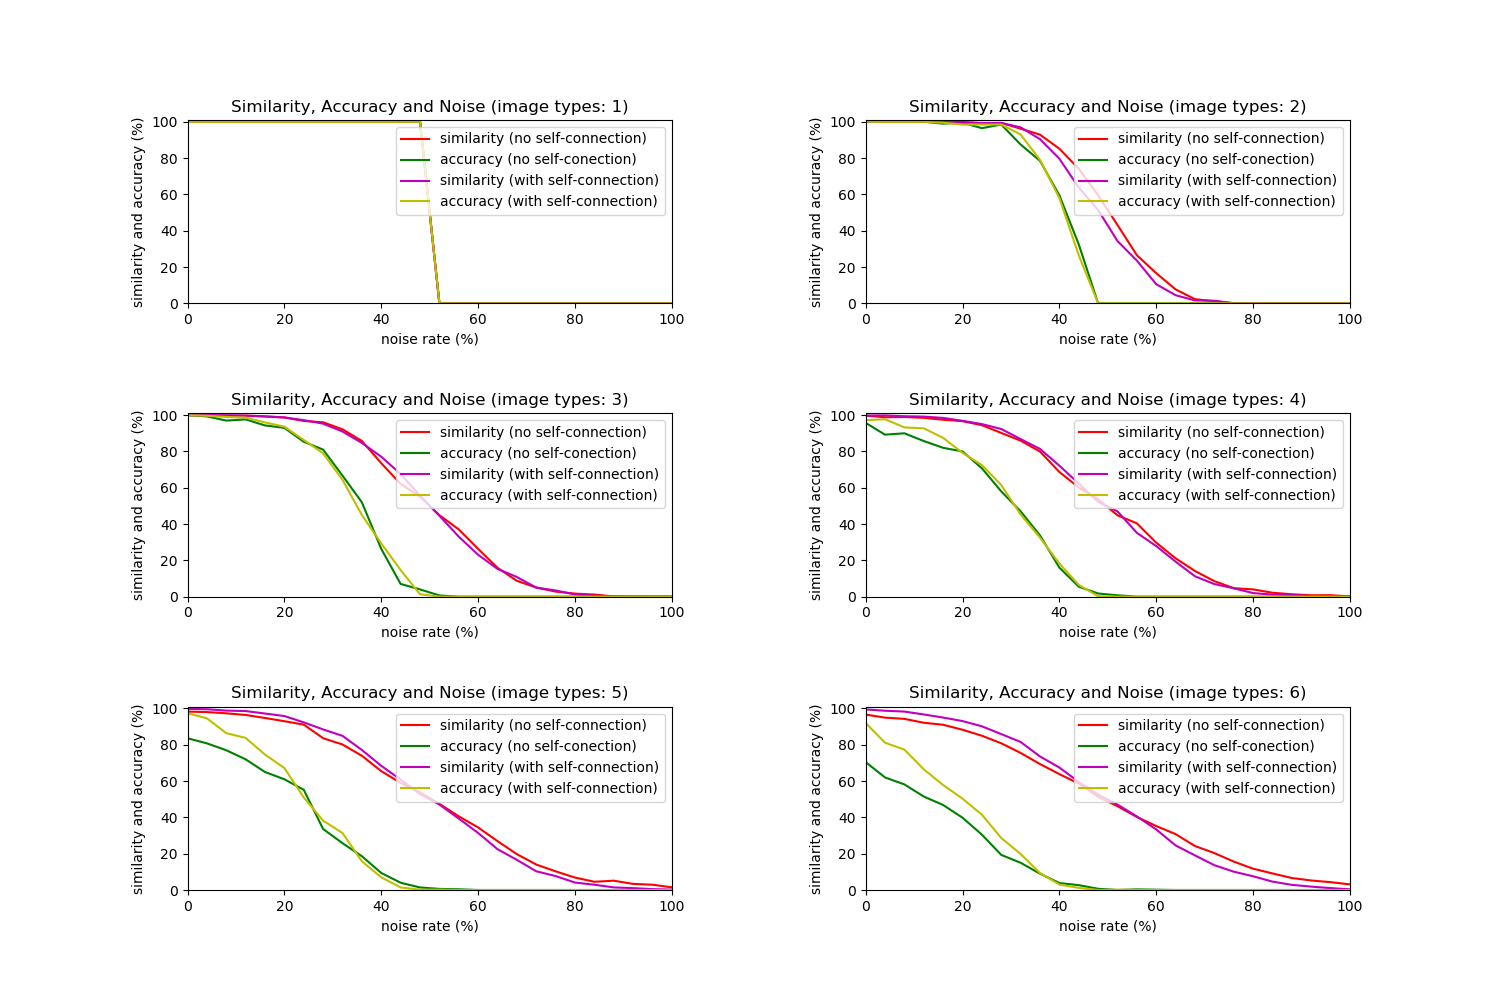 Similarity, Accuracy and Noise (image types: 1)
similarity and accuracy (%)
100
80
60
40
20
0
similarity (no self-connection)
accuracy (no self-conection)
similarity (with self-connection)
accuracy (with self-connection)
0 20 40 60 80 100
noise rate (%)
Similarity, Accuracy and Noise (image types: 2)
similarity and accuracy (%)
100
80
60
40
20
0
similarity (no self-connection)
accuracy (no self-conection)
similarity (with self-connection)
accuracy (with self-connection)
0 20 40 60 80 100
noise rate (%)
Similarity, Accuracy and Noise (image types: 3)
similarity and accuracy (%)
100
80
60
40
20
0
similarity (no self-connection)
accuracy (no self-conection)
similarity (with self-connection)
accuracy (with self-connection)
0 20 40 60 80 100
noise rate (%)
Similarity, Accuracy and Noise (image types: 4)
similarity and accuracy (%)
100
80
60
40
20
0
similarity (no self-connection)
accuracy (no self-conection)
similarity (with self-connection)
accuracy (with self-connection)
0 20 40 60 80 100
noise rate (%)
Similarity, Accuracy and Noise (image types: 5)
similarity and accuracy (%)
100
80
60
40
20
0
similarity (no self-connection)
accuracy (no self-conection)
similarity (with self-connection)
accuracy (with self-connection)
0 20 40 60 80 100
noise rate (%)
Similarity, Accuracy and Noise (image types: 6)
similarity and accuracy (%)
100
80
60
40
20
0
similarity (no self-connection)
accuracy (no self-conection)
similarity (with self-connection)
accuracy (with self-connection)
0 20 40 60 80 100
noise rate (%)